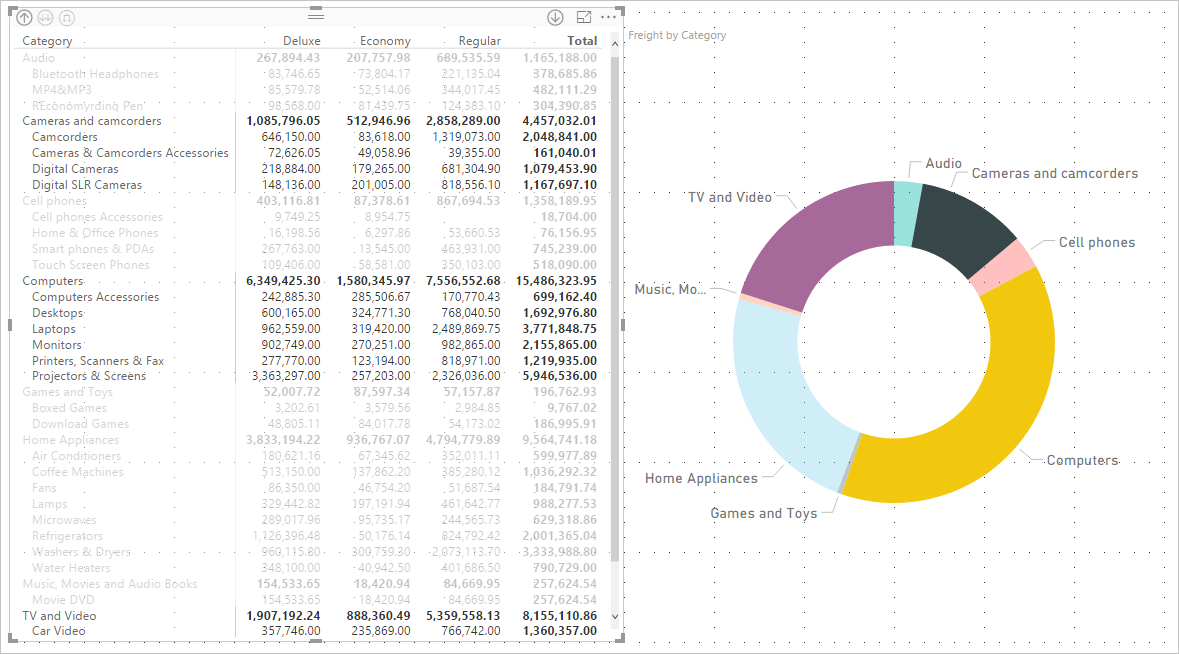 Category Deluxe Economy Regular Total
Audio 267,894.43 207,757.98 689,535.59 1,165,188.00
Bluetooth Headphones 83,746.65 73,804.17 221,135.04 378,685.86
MP4&MP3 85,579.78 52,514.06 344,017.45 482,111.29
Pen 98,568.00 81,439.75 124,383.10 304,390.85
Cameras and camcorders 1,085,796.05 512,946.96 2,858,289.00 4,457,032.01
Camcorders 646,150.00 83,618.00 1,319,073.00 2,048,841.00
Cameras & Camcorders Accessories 72,626.05 49,058.96 39,355.00 161,040.01
Digital Cameras 218,884.00 179,265.00 681,304.90 1,079,453.90
Digital SLR Cameras 148,136.00 201,005.00 818,556.10 1,167,697.10
Cell phones 403,116.81 87,378.61 867,694.53 1,358,189.95
Cell phones Accessories 9,749.25 8,954.75 18,704.00
Home & Office Phones 16,198.56 6,297.86 53,660.53 76,156.95
Smart phones & PDAs 267,763.00 13,545.00 463,931.00 745,239.00
Touch Screen Phones 109,406.00 58,581.00 350,103.00 518,090.00
Computers 6,349,425.30 1,580,345.97 7,556,552.68 15,486,323.95
Computers Accessories 242,885.30 285,506.67 170,770.43 699,162.40
Desktops 600,165.00 324,771.30 768,040.50 1,692,976.80
Laptops 962,559.00 319,420.00 2,489,869.75 3,771,848.75
Monitors 902,749.00 270,251.00 982,865.00 2,155,865.00
Printers, Scanners & Fax 277,770.00 123,194.00 818,971.00 1,219,935.00
Projectors & Screens 3,363,297.00 257,203.00 2,326,036.00 5,946,536.00
Games and Toys 52,007.72 87,597.34 57,157.87 196,762.93
Boxed Games 3,202.61 3,579.56 2,984.85 9,767.02
Download Games 48,805.11 84,017.78 54,173.02 186,995.91
Home Appliances 3,833,194.22 936,767.07 4,794,779.89 9,564,741.18
Air Conditioners 180,621.16 67,345.62 352,011.11 599,977.89
Coffee Machines 513,150.00 137,862.20 385,280.12 1,036,292.32
Fans 86,350.00 46,754.20 51,687.54 184,791.74
Lamps 329,442.82 197,191.94 461,642.77 988,277.53
Microwaves 289,017.96 95,735.17 244,565.73 629,318.86
Refrigerators 1,126,396.48 50,176.14 824,792.42 2,001,365.04
Washers & Dryers 960,115.80 300,759.30 2,073,113.70 3,333,988.80
Water Heaters 348,100.00 40,942.50 401,686.50 790,729.00
Music, Movies and Audio Books 154,533.65 18,420.94 84,669.95 257,624.54
Movie DVD 154,533.65 18,420.94 84,669.95 257,624.54
TV and Video 1,907,192.24 888,360.49 5,359,558.13 8,155,110.86
Car Video 357,746.00 235,869.00 766,742.00 1,360,357.00
Freight by Category
Audio
Cameras and camcorders
TV and Video
Cell phones
Music, Mo...
Computers
Home Appliances
Games and Toys